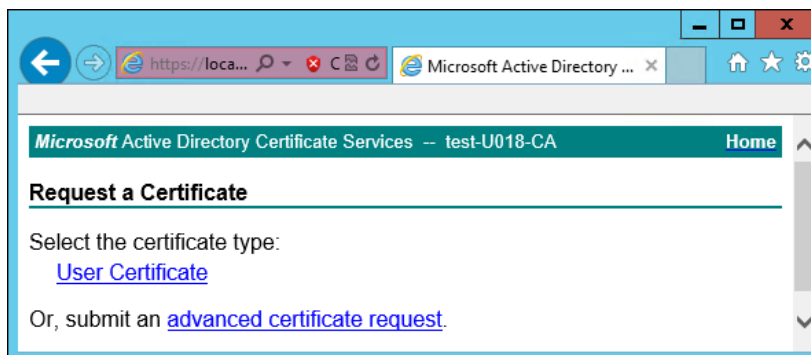 https://loca...
Microsoft Active Directory ...
Microsoft Active Directory Certificate Services -- test-U018-CA Home
Request a Certificate
Select the certificate type:
User Certificate
Or, submit an advanced certificate request.